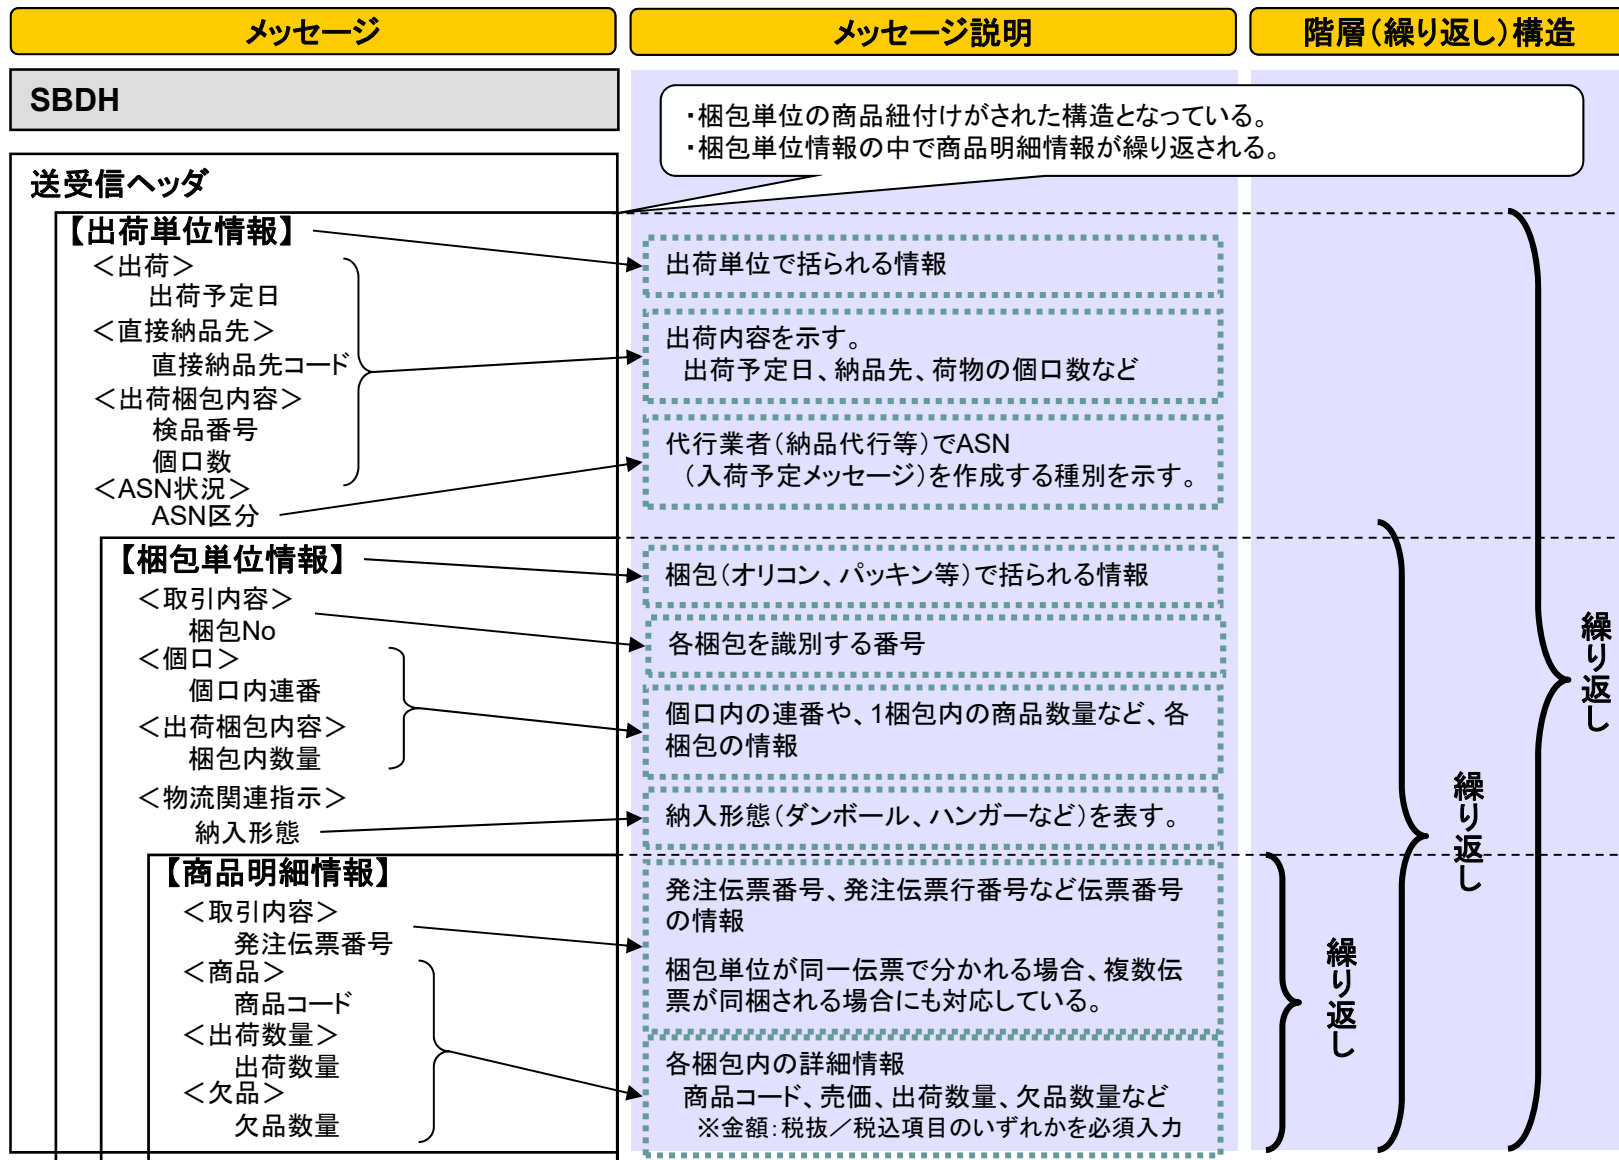 メッセージ
メッセージ説明
階層（繰り返し）構造
SBDH
・梱包単位の商品紐付けがされた構造となっている。
・梱包単位情報の中で商品明細情報が繰り返される。
送受信ヘッダ
【出荷単位情報】
＜出荷＞
出荷予定日
＜直接納品先＞
直接納品先コード
＜出荷梱包内容＞
検品番号
個口数
＜ASN状況＞
ASN区分
出荷単位で括られる情報
出荷内容を示す。
出荷予定日、納品先、荷物の個口数など
代行業者（納品代行等）でASN
（入荷予定メッセージ）を作成する種別を示す。
【梱包単位情報】
＜取引内容＞
梱包No
＜個口＞
個口内連番
＜出荷梱包内容＞
梱包内数量
＜物流関連指示＞
納入形態
梱包（オリコン、パッキン等）で括られる情報
各梱包を識別する番号
個口内の連番や、1梱包内の商品数量など、各
梱包の情報
納入形態（ダンボール、ハンガーなど）を表す。
【商品明細情報】
＜取引内容＞
発注伝票番号
＜商品＞
商品コード
＜出荷数量＞
出荷数量
＜欠品＞
欠品数量
発注伝票番号、発注伝票行番号など伝票番号
の情報
梱包単位が同一伝票で分かれる場合、複数伝
票が同梱される場合にも対応している。
各梱包内の詳細情報
商品コード、売価、出荷数量、欠品数量など
※金額：税抜／税込項目のいずれかを必須入力
繰り返し
繰り返し
繰り返し